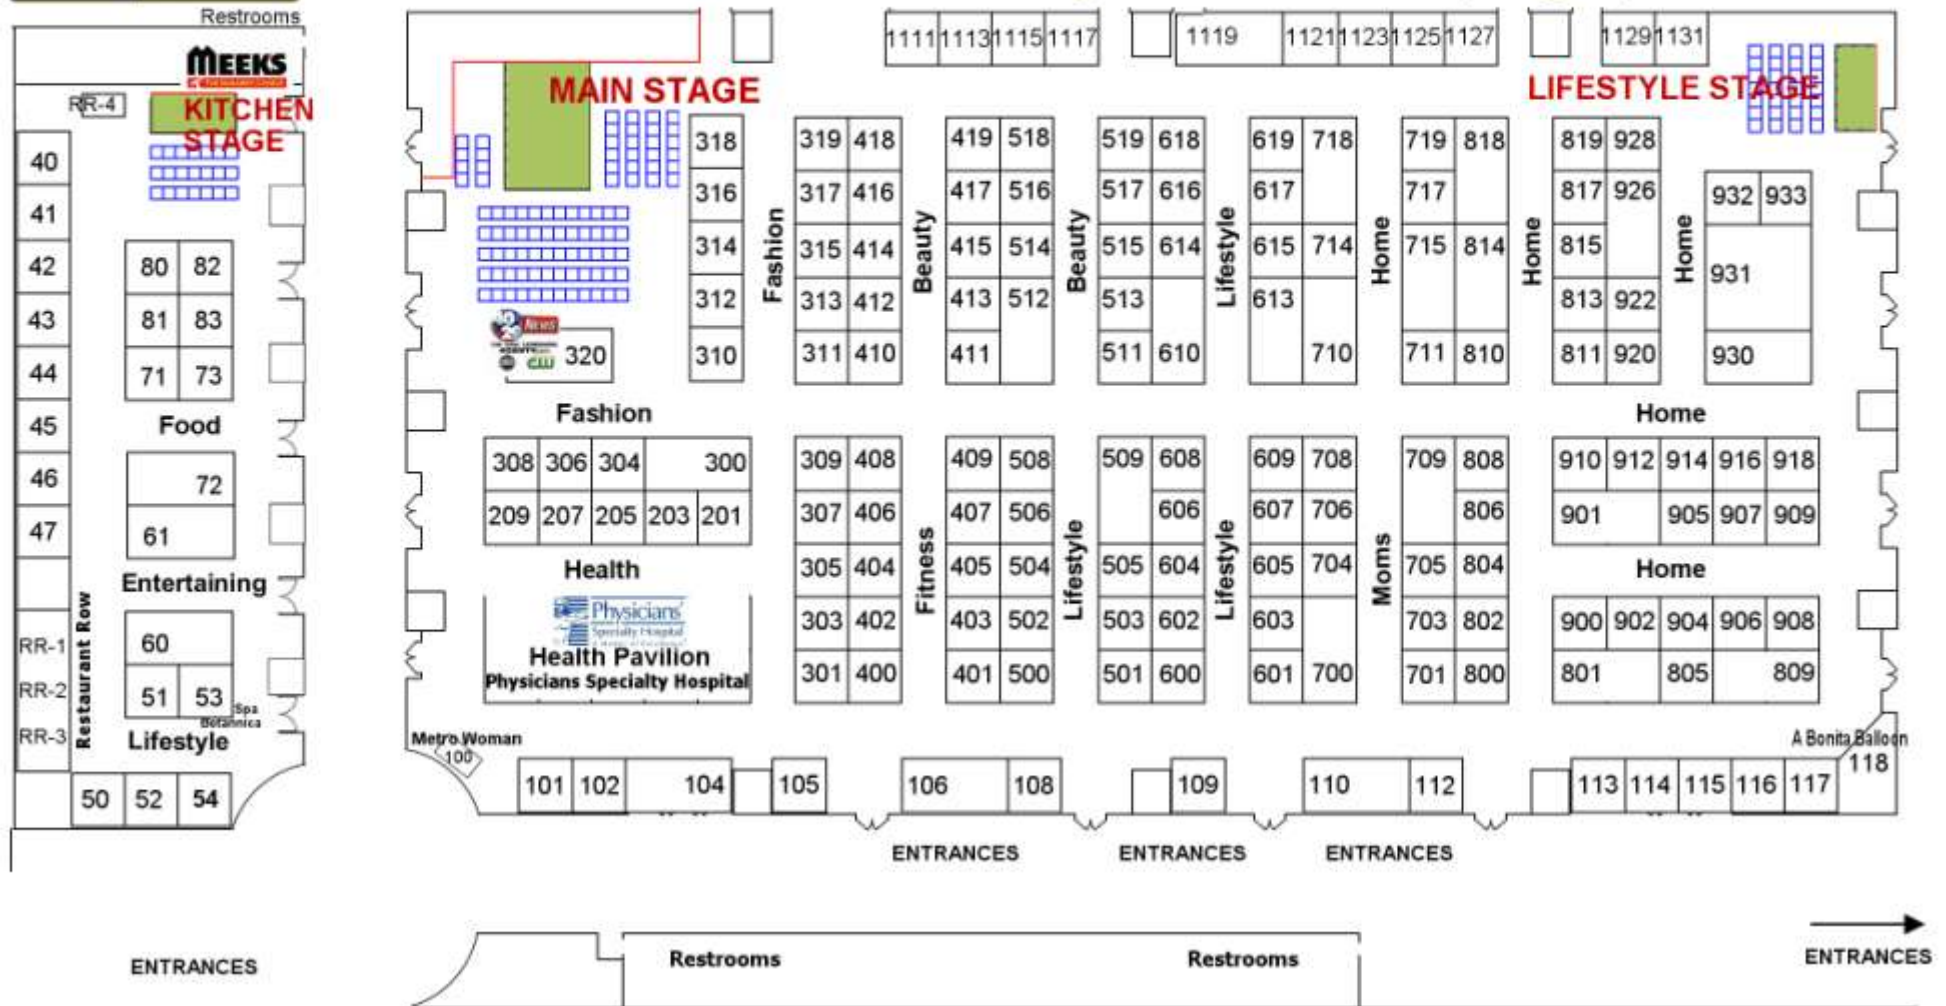 Restrooms
MEEKS
RR-4
KITCHEN
STAGE
40
41
42
43
44
45
46
47
80 82
81 83
71 73
Food
72
61
Entertaining
60
51 53
Spa
Botannica
Lifestyle
Restaurant Row
RR-1
RR-2
RR-3
50 52 54
ENTRANCES
1111 1113 1115 1117
1119 1121 1123 1125 1127
1129 1131
MAIN STAGE
LIFESTYLE STAGE
318
316
314
312
310
News
CW
320
Fashion
319 418
317 416
315 414
313 412
311 410
Beauty
419 518
417 516
415 514
413 512
411
Beauty
519 618
517 616
515 614
513
511 610
Lifestyle
619 718
617
615 714
613
710
Home
719 818
717
715 814
711 810
Home
819 928
817 926
815
813 922
811 920
Home
932 933
931
930
Fashion
308 306 304 300
209 207 205 203 201
Health
Physicians'
Specialty Hospital
Health Pavilion
Physicians Specialty Hospital
309 408
307 406
305 404
303 402
301 400
Fitness
409 508
407 506
405 504
403 502
401 500
Lifestyle
509 608
606
505 604
503 602
501 600
Lifestyle
609 708
607 706
605 704
603
601 700
Moms
709 808
806
705 804
703 802
701 800
Home
910 912 914 916 918
901 905 907 909
Home
900 902 904 906 908
801 805 809
Metro Woman
100
A Bonita Balloon
118
101 102 104 105 106 108 109 110 112 113 114 115 116 117
ENTRANCES ENTRANCES ENTRANCES
Restrooms Restrooms
ENTRANCES